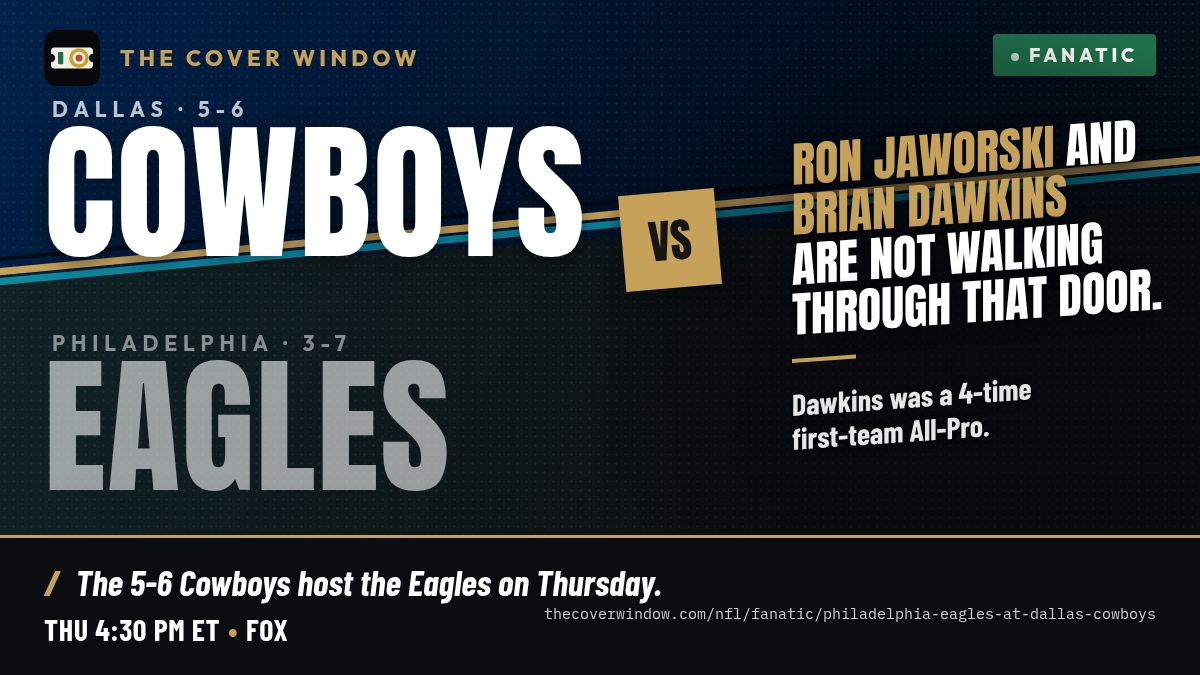 THE COVER WINDOW
FANATIC
DALLAS · 5-6
COWBOYS
VS
PHILADELPHIA · 3-7
EAGLES
RON JAWORSKI AND
BRIAN DAWKINS
ARE NOT WALKING
THROUGH THAT DOOR.
Dawkins was a 4-time
first-team All-Pro.
/ The 5-6 Cowboys host the Eagles on Thursday.
THU 4:30 PM ET • FOX
thecoverwindow.com/nfl/fanatic/philadelphia-eagles-at-dallas-cowboys